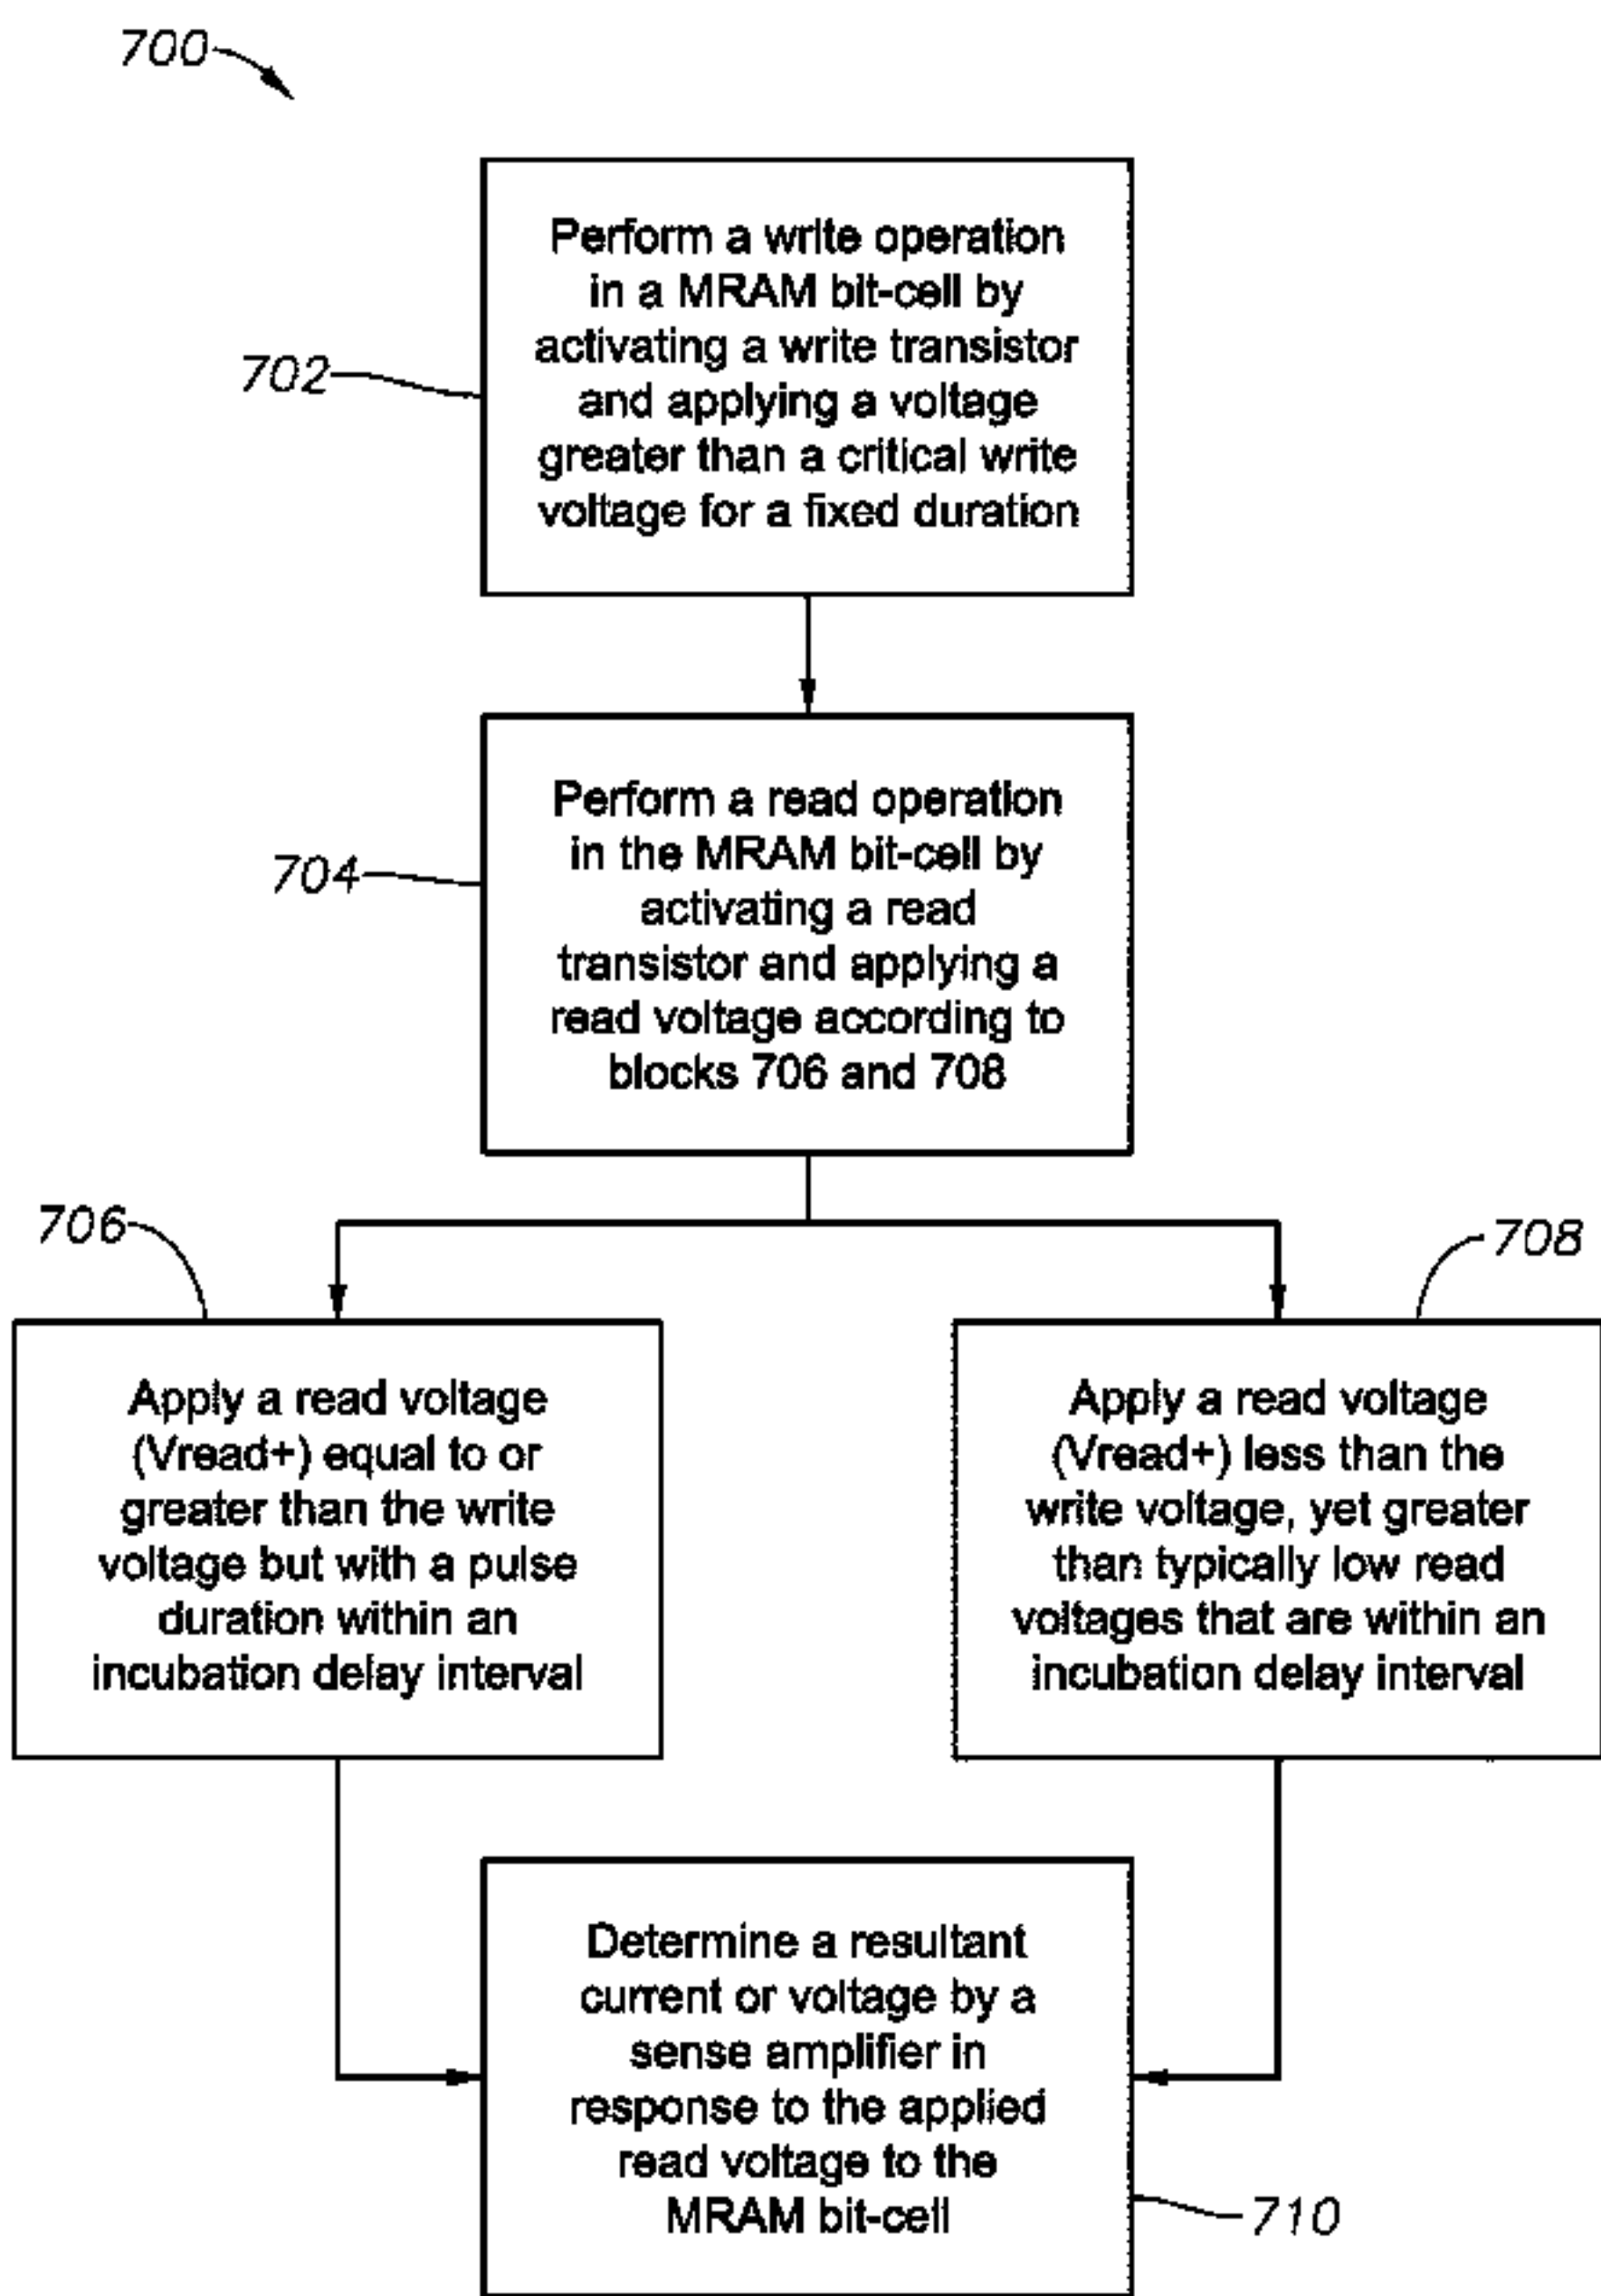 700
702
Perform a write operation
in a MRAM bit-cell by
activating a write transistor
and applying a voltage
greater than a critical write
voltage for a fixed duration
704
Perform a read operation
in the MRAM bit-cell by
activating a read
transistor and applying a
read voltage according to
blocks 706 and 708
706
Apply a read voltage
(Vread+) equal to or
greater than the write
voltage but with a pulse
duration within an
incubation delay interval
708
Apply a read voltage
(Vread+) less than the
write voltage, yet greater
than typically low read
voltages that are within an
incubation delay interval
Determine a resultant
current or voltage by a
sense amplifier in
response to the applied
read voltage to the
MRAM bit-cell
710